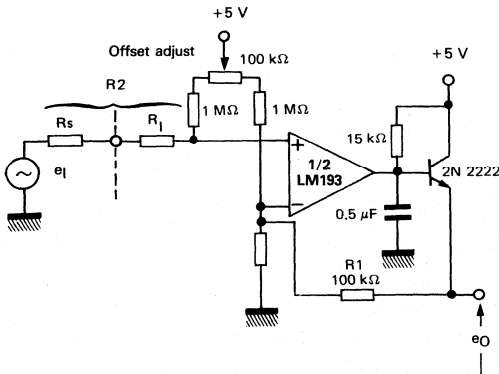 +5 V
Offset adjust
100 kΩ
+5 V
R2
Rs
RI
1 MΩ
1 MΩ
15 kΩ
+
1/2
LM193
2N 2222
eI
−
0.5 µF
R1
100 kΩ
eO